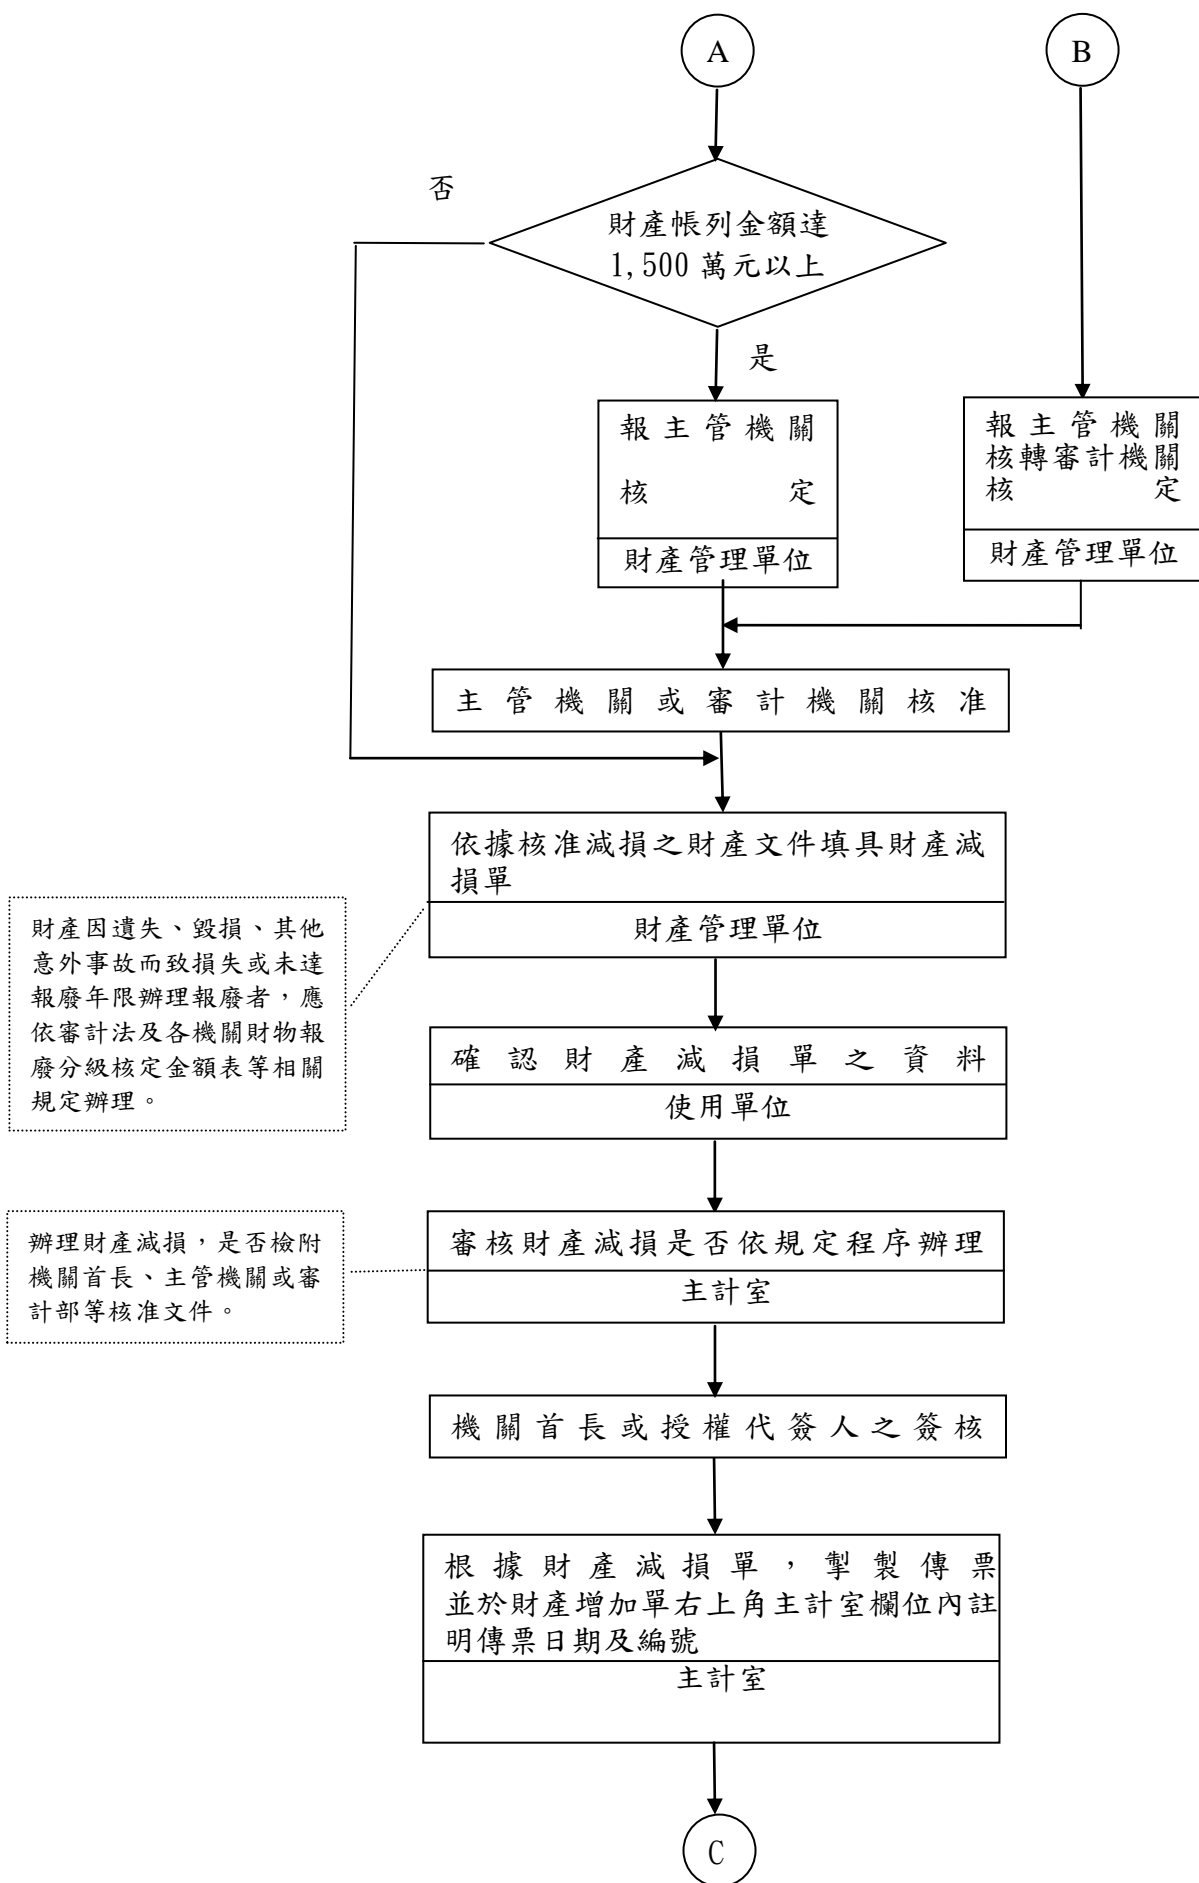 A
B
否
財產帳列金額達
1,500 萬元以上
是
報主管機關
核定
財產管理單位
報主管機關
核轉審計機關
核定
財產管理單位
主管機關或審計機關核准
依據核准減損之財產文件填具財產減
損單
財產管理單位
財產因遺失、毀損、其他
意外事故而致損失或未達
報廢年限辦理報廢者，應
依審計法及各機關財物報
廢分級核定金額表等相關
規定辦理。
確認財產減損單之資料
使用單位
審核財產減損是否依規定程序辦理
主計室
辦理財產減損，是否檢附
機關首長、主管機關或審
計部等核准文件。
機關首長或授權代簽人之簽核
根據財產減損單，掣製傳票
並於財產增加單右上角主計室欄位內註
明傳票日期及編號
主計室
C